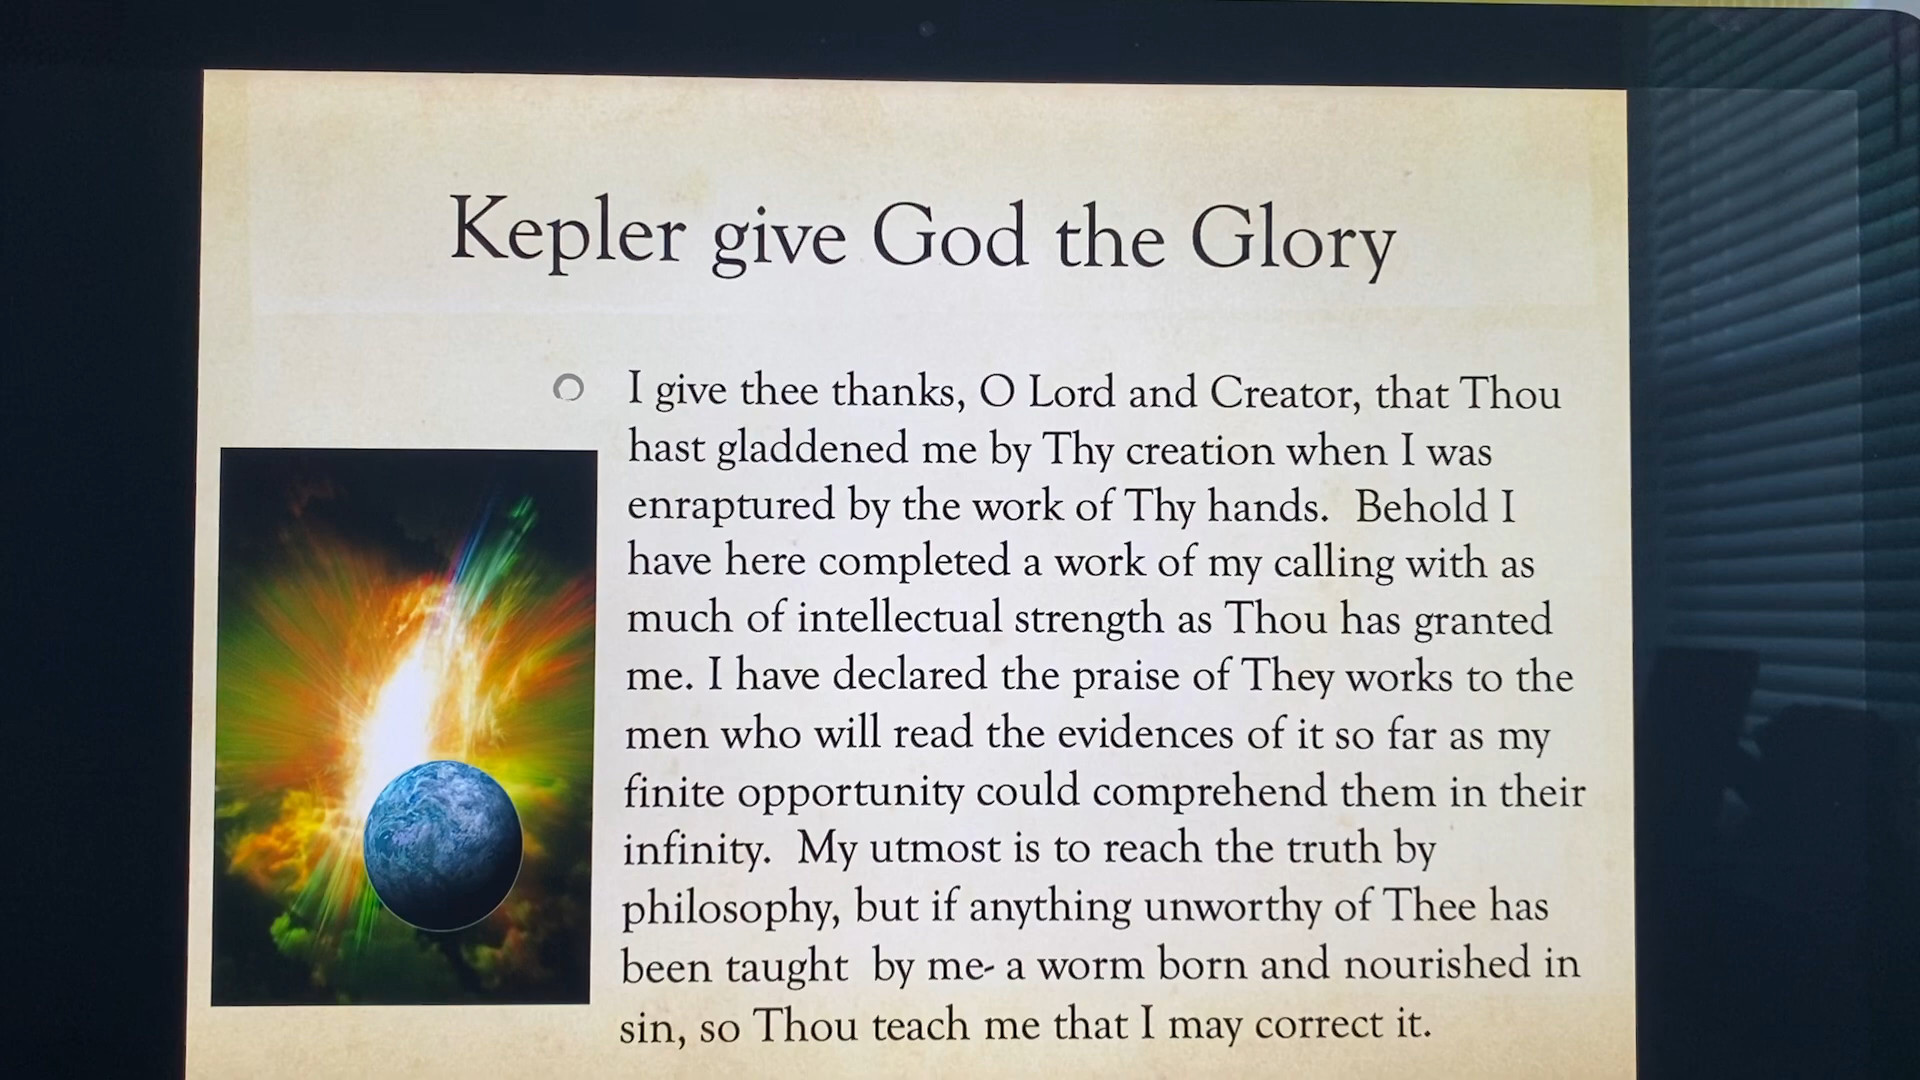 Kepler give God the Glory
I give thee thanks, O Lord and Creator, that Thou
hast gladdened me by Thy creation when I was
enraptured by the work of Thy hands.  Behold I
have here completed a work of my calling with as
much of intellectual strength as Thou has granted
me. I have declared the praise of They works to the
men who will read the evidences of it so far as my
finite opportunity could comprehend them in their
infinity.  My utmost is to reach the truth by
philosophy, but if anything unworthy of Thee has
been taught  by me- a worm born and nourished in
sin, so Thou teach me that I may correct it.